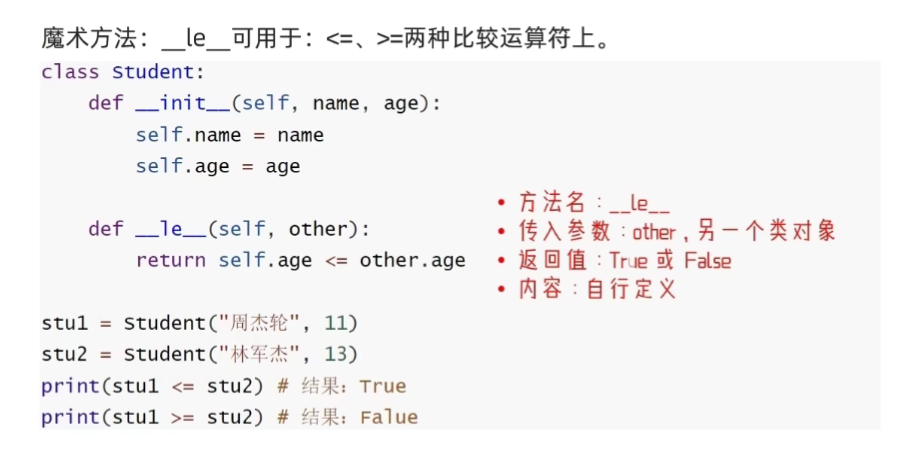 魔术方法：__le__可用于：<=、>=两种比较运算符上。
class Student:
    def __init__(self, name, age):
        self.name = name
        self.age = age
    def __le__(self, other):
        return self.age <= other.age
• 方法名：__le__
• 传入参数：other，另一个类对象
• 返回值：True 或 False
• 内容：自行定义
stu1 = Student("周杰轮", 11)
stu2 = Student("林军杰", 13)
print(stu1 <= stu2) # 结果：True
print(stu1 >= stu2) # 结果：Falue